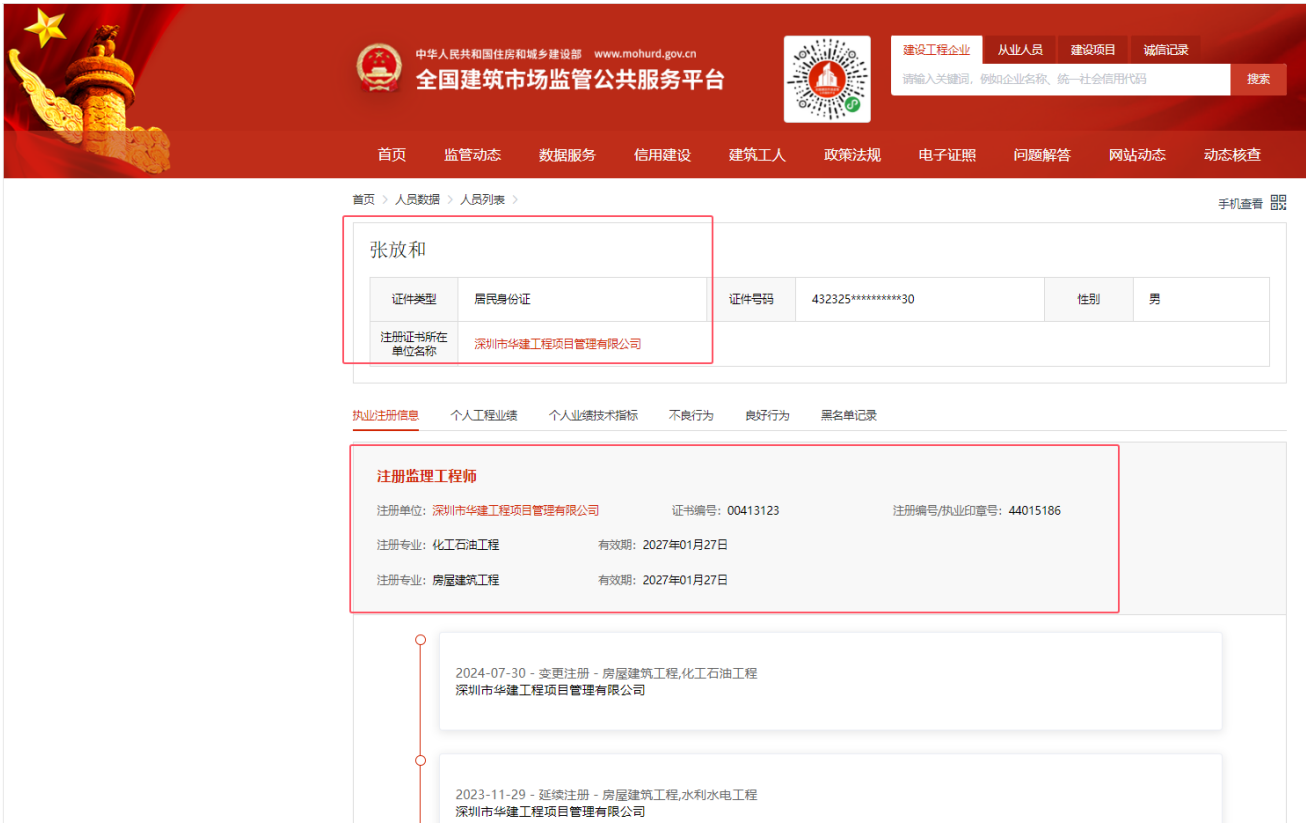 中华人民共和国住房和城乡建设部 www.mohurd.gov.cn
全国建筑市场监管公共服务平台
建设工程企业 从业人员 建设项目 诚信记录
请输入关键词，例如企业名称、统一社会信用代码 搜索
首页 监管动态 数据服务 信用建设 建筑工人 政策法规 电子证照 问题解答 网站动态 动态核查
首页 > 人员数据 > 人员列表 >
手机查看
张放和
证件类型 居民身份证 证件号码 432325**********30 性别 男
注册证书所在
单位名称
深圳市华建工程项目管理有限公司
执业注册信息 个人工程业绩 个人业绩技术指标 不良行为 良好行为 黑名单记录
注册监理工程师
注册单位：深圳市华建工程项目管理有限公司 证书编号：00413123 注册编号/执业印章号：44015186
注册专业：化工石油工程 有效期：2027年01月27日
注册专业：房屋建筑工程 有效期：2027年01月27日
2024-07-30 - 变更注册 - 房屋建筑工程,化工石油工程
深圳市华建工程项目管理有限公司
2023-11-29 - 延续注册 - 房屋建筑工程,水利水电工程
深圳市华建工程项目管理有限公司